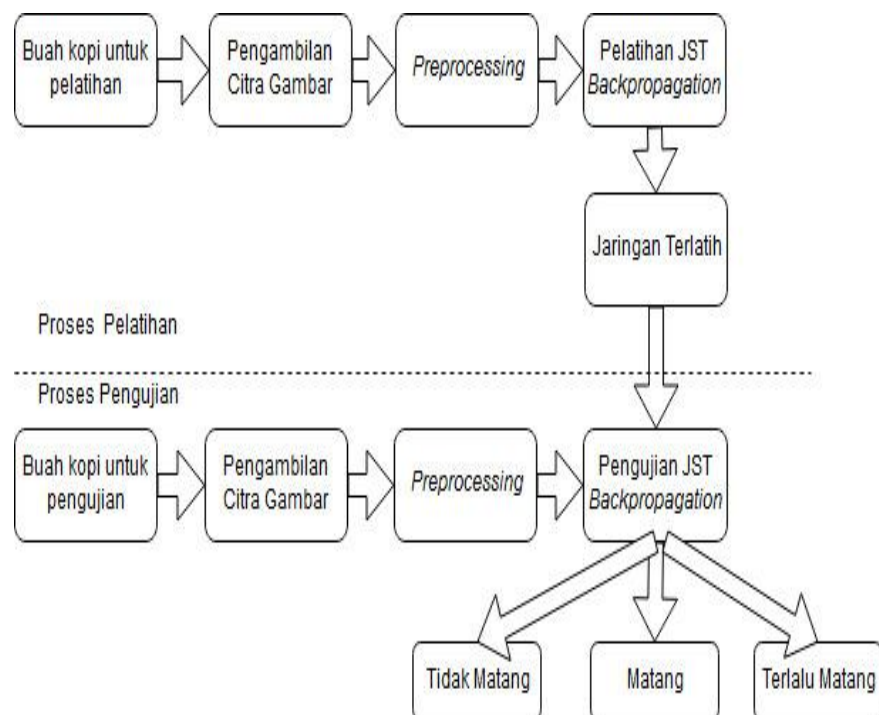 Buah kopi untuk
pelatihan
Pengambilan
Citra Gambar
Preprocessing
Pelatihan JST
Backpropagation
Jaringan Terlatih
Proses Pelatihan
Proses Pengujian
Buah kopi untuk
pengujian
Pengambilan
Citra Gambar
Preprocessing
Pengujian JST
Backpropagation
Tidak Matang
Matang
Terlalu Matang